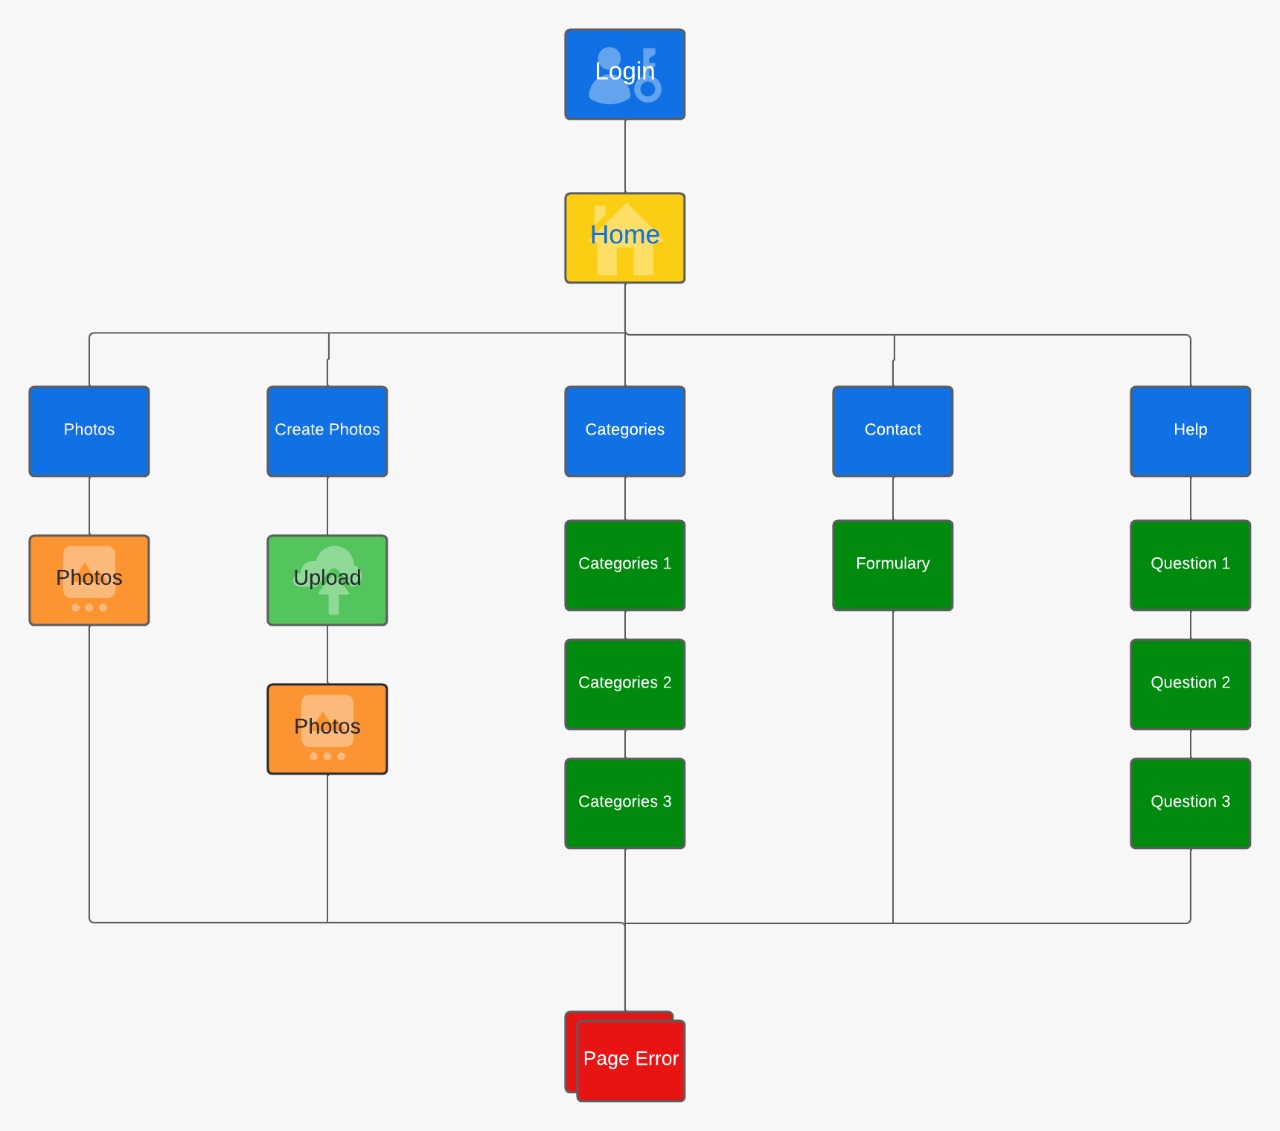 Login
Home
Photos
Create Photos
Categories
Contact
Help
Photos
Upload
Categories 1
Formulary
Question 1
Photos
Categories 2
Question 2
Categories 3
Question 3
Page Error